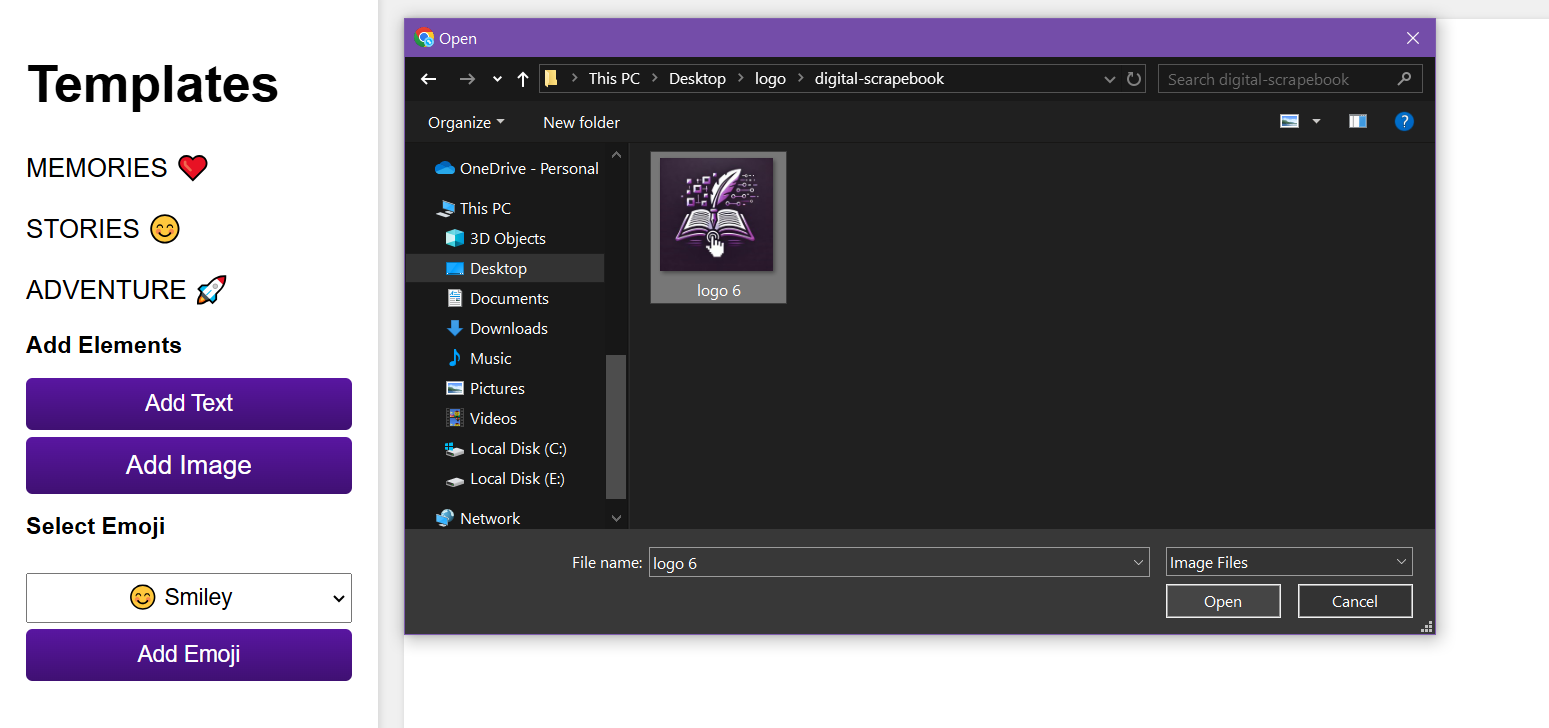 Templates
MEMORIES ❤️
STORIES 😊
ADVENTURE 🚀
Add Elements
Add Text
Add Image
Select Emoji
😊 Smiley
Add Emoji
Open
This PC > Desktop > logo > digital-scrapebook
Search digital-scrapebook
Organize
New folder
?
OneDrive - Personal
This PC
3D Objects
Desktop
Documents
Downloads
Music
Pictures
Videos
Local Disk (C:)
Local Disk (E:)
Network
logo 6
File name: logo 6
Image Files
Open
Cancel